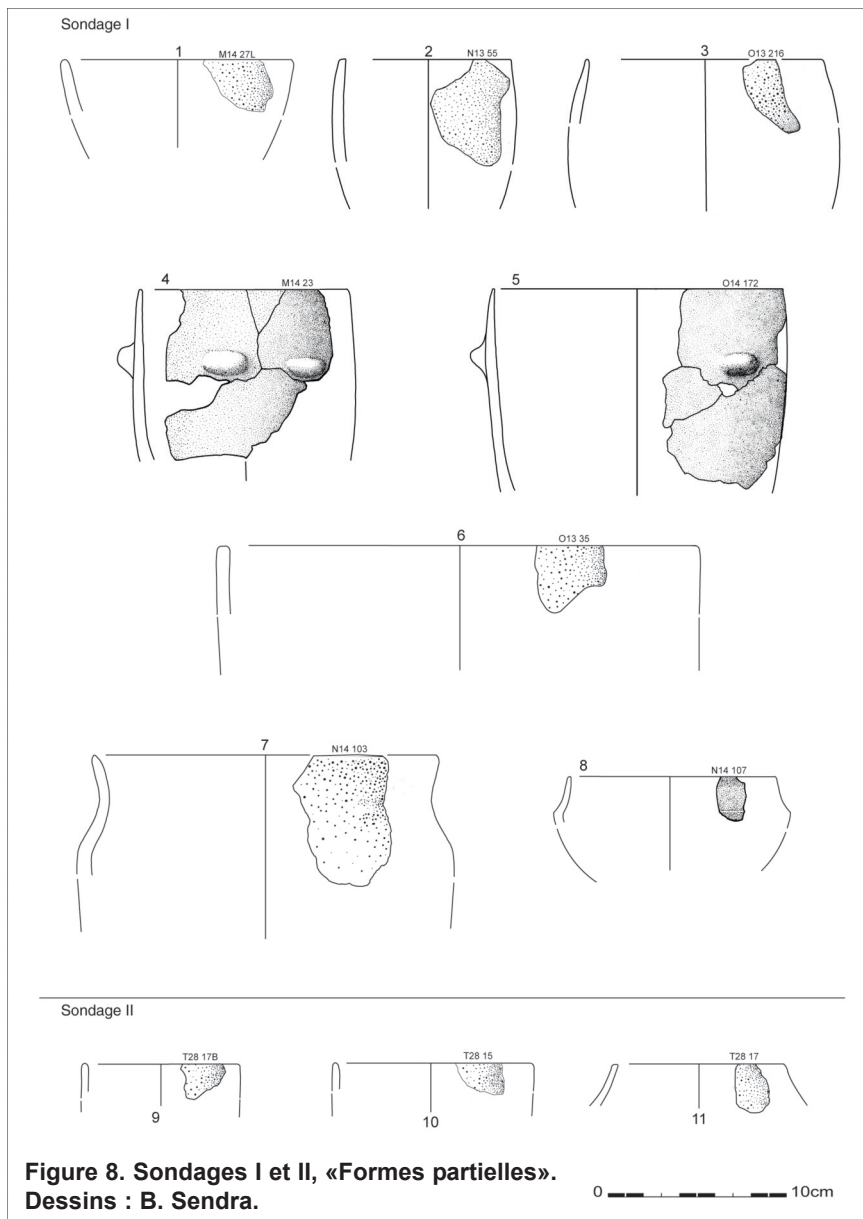 Sondage I
1
M14 27L
2
N13 55
3
O13 216
4
M14 23
5
O14 172
6
O13 35
7
N14 103
8
N14 107
Sondage II
T28 17B
T28 15
T28 17
9
10
11
Figure 8. Sondages I et II, «Formes partielles».
Dessins : B. Sendra.
0 10cm